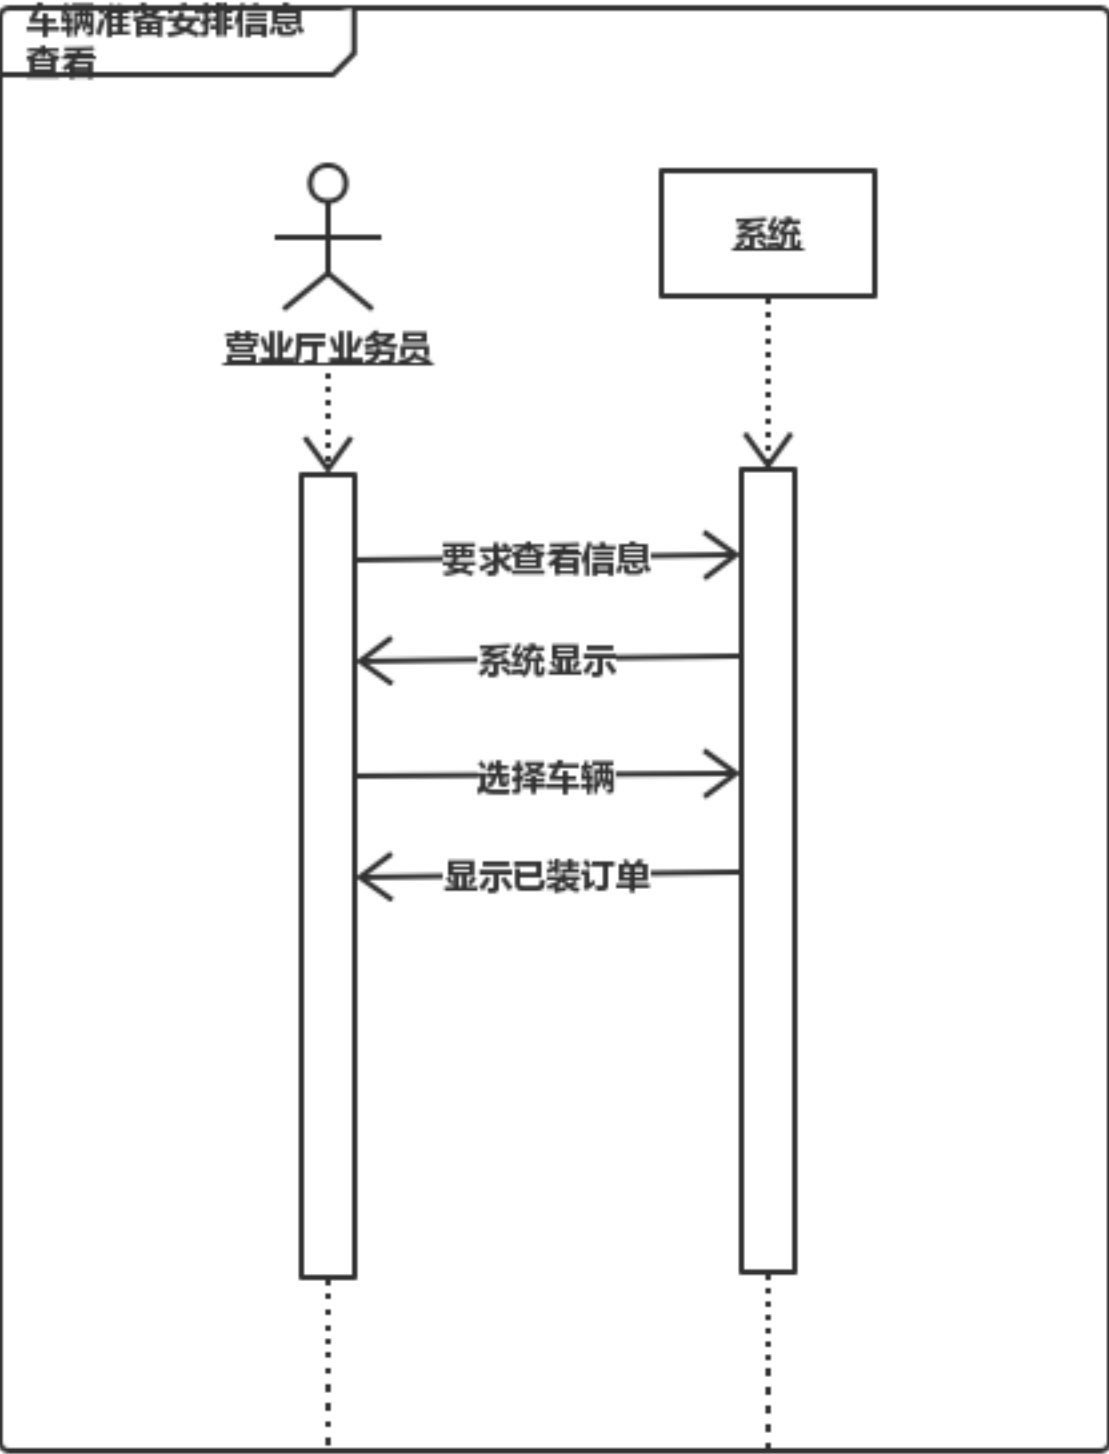 车辆准备安排信息
查看
系统
营业厅业务员
要求查看信息
系统显示
选择车辆
显示已装订单